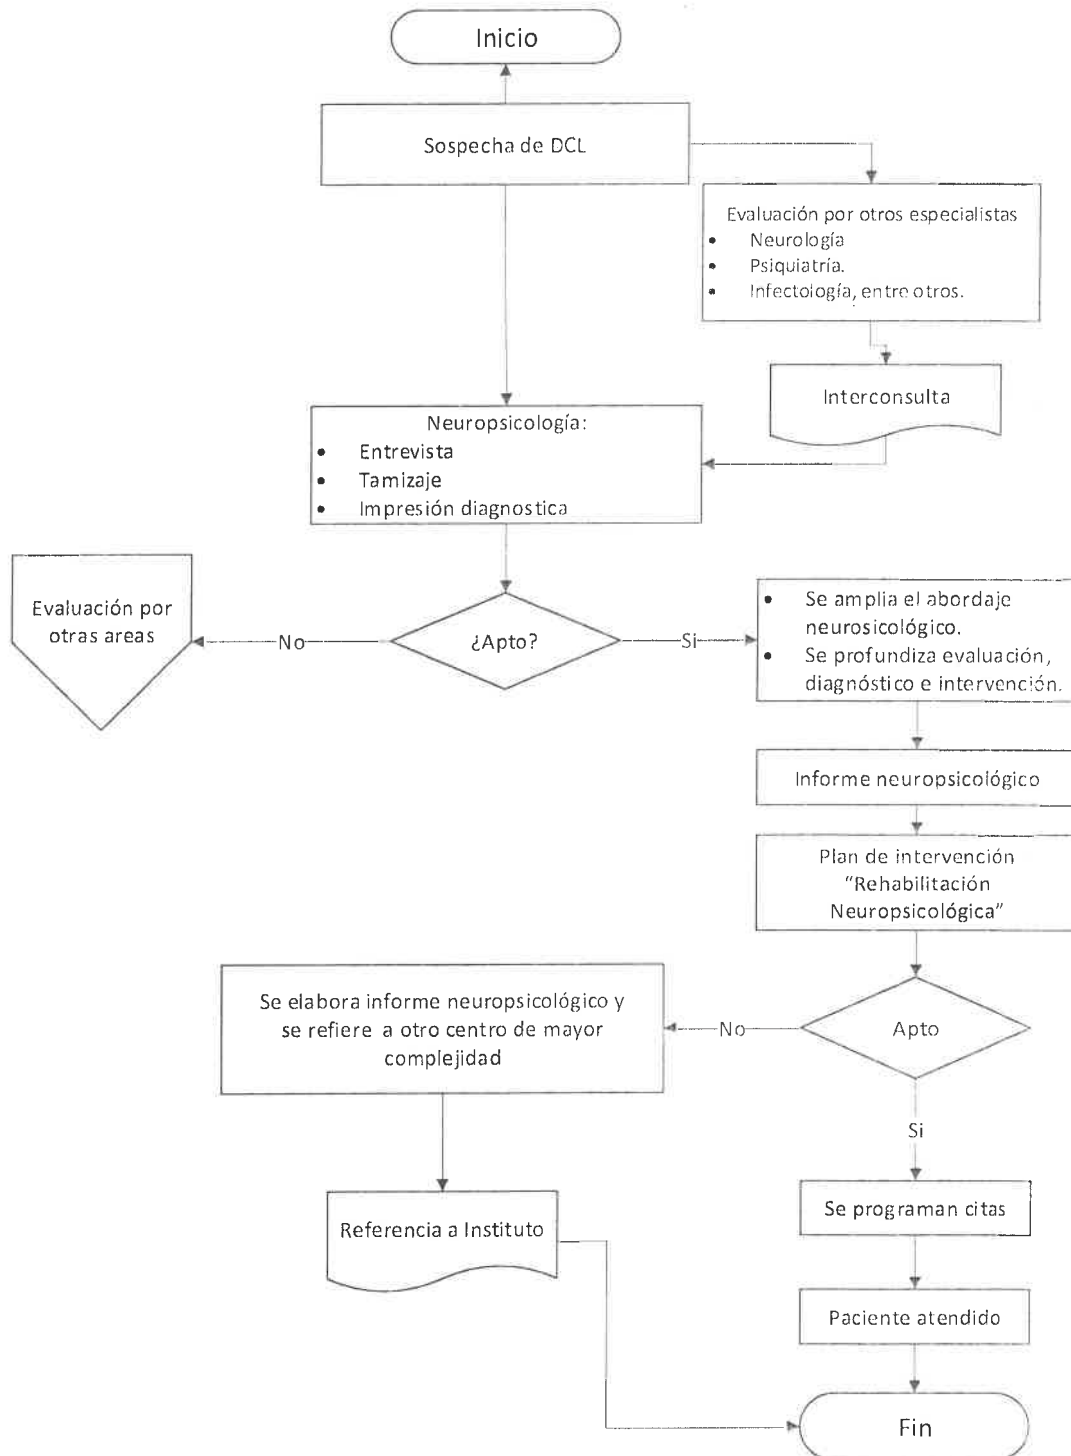 Inicio
Sospecha de DCL
Evaluación por otros especialistas
• Neurología
• Psiquiatría.
• Infectología, entre otros.
Interconsulta
Neuropsicología:
• Entrevista
• Tamizaje
• Impresión diagnostica
Evaluación por
otras areas
No
¿Apto?
Si
• Se amplia el abordaje
neurosicológico.
• Se profundiza evaluación,
diagnóstico e intervención.
Informe neuropsicológico
Plan de intervención
“Rehabilitación
Neuropsicológica”
Se elabora informe neuropsicológico y
se refiere a otro centro de mayor
complejidad
No
Apto
Si
Referencia a Instituto
Se programan citas
Paciente atendido
Fin